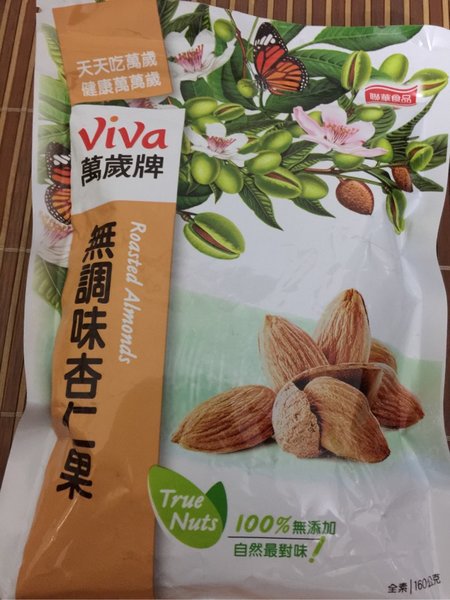 天天吃萬歲
健康萬萬歲
聯華食品
ViVa
萬歲牌
無調味杏仁果
Roasted Almonds
True
Nuts
100%無添加
自然最對味!
全素 160公克